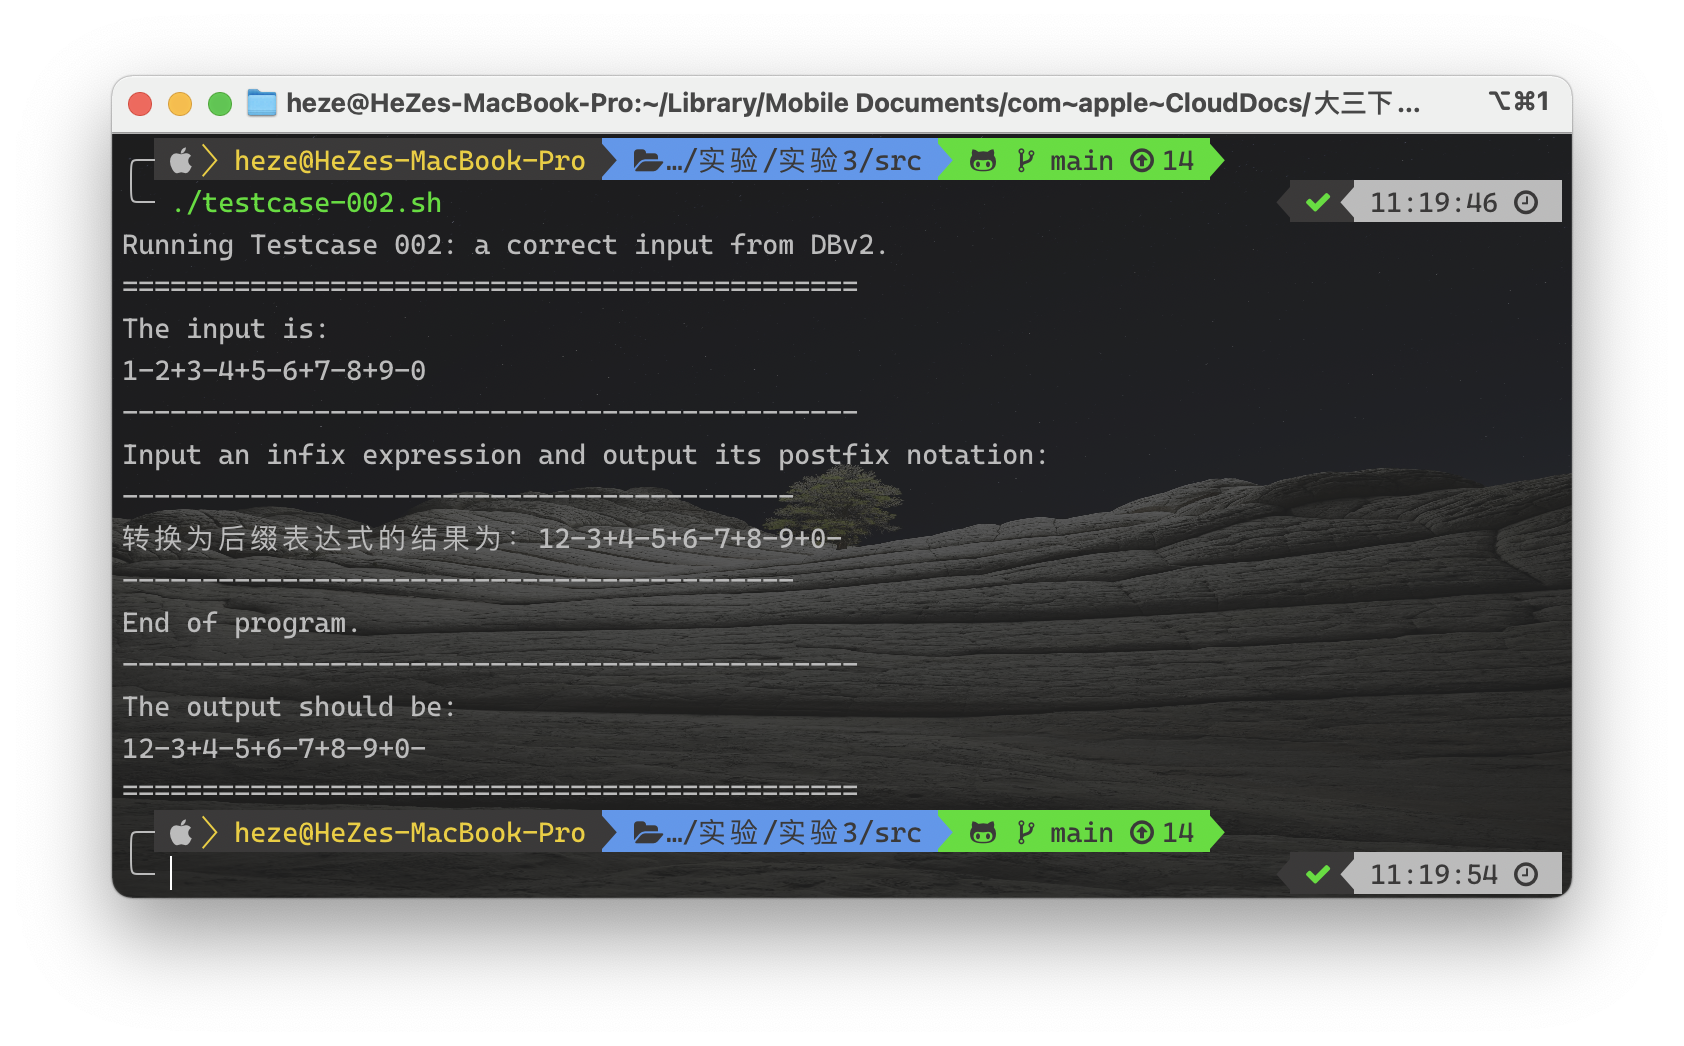 heze@HeZes-MacBook-Pro:~/Library/Mobile Documents/com~apple~CloudDocs/大三下... ⌥⌘1
heze@HeZes-MacBook-Pro …/实验/实验3/src main 14
./testcase-002.sh 11:19:46
Running Testcase 002: a correct input from DBv2.
==============================================
The input is:
1-2+3-4+5-6+7-8+9-0
----------------------------------------------
Input an infix expression and output its postfix notation:
------------------------------------------
转换为后缀表达式的结果为: 12-3+4-5+6-7+8-9+0-
------------------------------------------
End of program.
----------------------------------------------
The output should be:
12-3+4-5+6-7+8-9+0-
==============================================
heze@HeZes-MacBook-Pro …/实验/实验3/src main 14
11:19:54